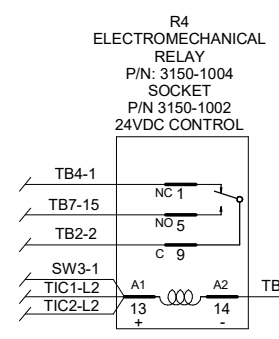 R4
ELECTROMECHANICAL
RELAY
P/N: 3150-1004
SOCKET
P/N 3150-1002
24VDC CONTROL
TB4-1
NC 1
TB7-15
NO 5
TB2-2
C 9
SW3-1
TIC1-L2
TIC2-L2
A1
A2
TB
13
14
+
-